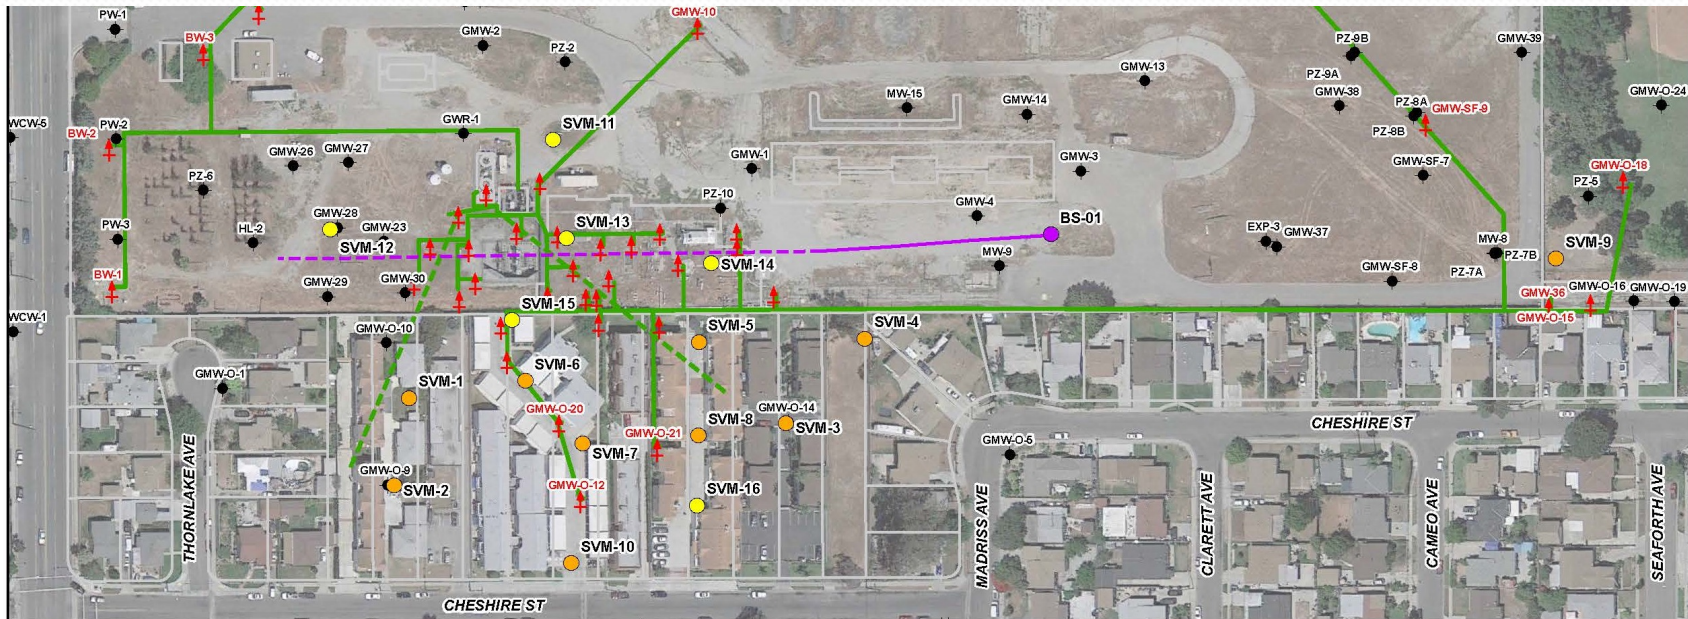 PW-1
BW-3
GMW-2
PZ-2
GMW-10
PZ-9B
GMW-39
PZ-9A
GMW-13
GMW-38
MW-15
GMW-14
PZ-8A
GMW-SF-9
GMW-O-24
WCW-5
BW-2
PW-2
GWR-1
SVM-11
PZ-8B
GMW-26
GMW-27
GMW-1
GMW-3
GMW-SF-7
GMW-O-18
PZ-6
PZ-10
PZ-5
GMW-28
GMW-23
SVM-13
GMW-4
BS-01
PW-3
HL-2
SVM-12
EXP-3
GMW-37
MW-8
PZ-7B
SVM-9
MW-9
SVM-14
PZ-7A
GMW-SF-8
BW-1
GMW-29
GMW-30
GMW-36
GMW-O-16
GMW-O-19
SVM-15
GMW-O-15
WCW-1
GMW-O-10
SVM-5
SVM-4
GMW-O-1
SVM-6
SVM-1
GMW-O-20
GMW-O-14
SVM-8
SVM-3
CHESHIRE ST
GMW-O-21
GMW-O-5
SVM-7
GMW-O-9
SVM-2
GMW-O-12
SVM-16
THORNLAKE AVE
MADRISS AVE
CLARETT AVE
CAMEO AVE
SEAFORTH AVE
SVM-10
CHESHIRE ST